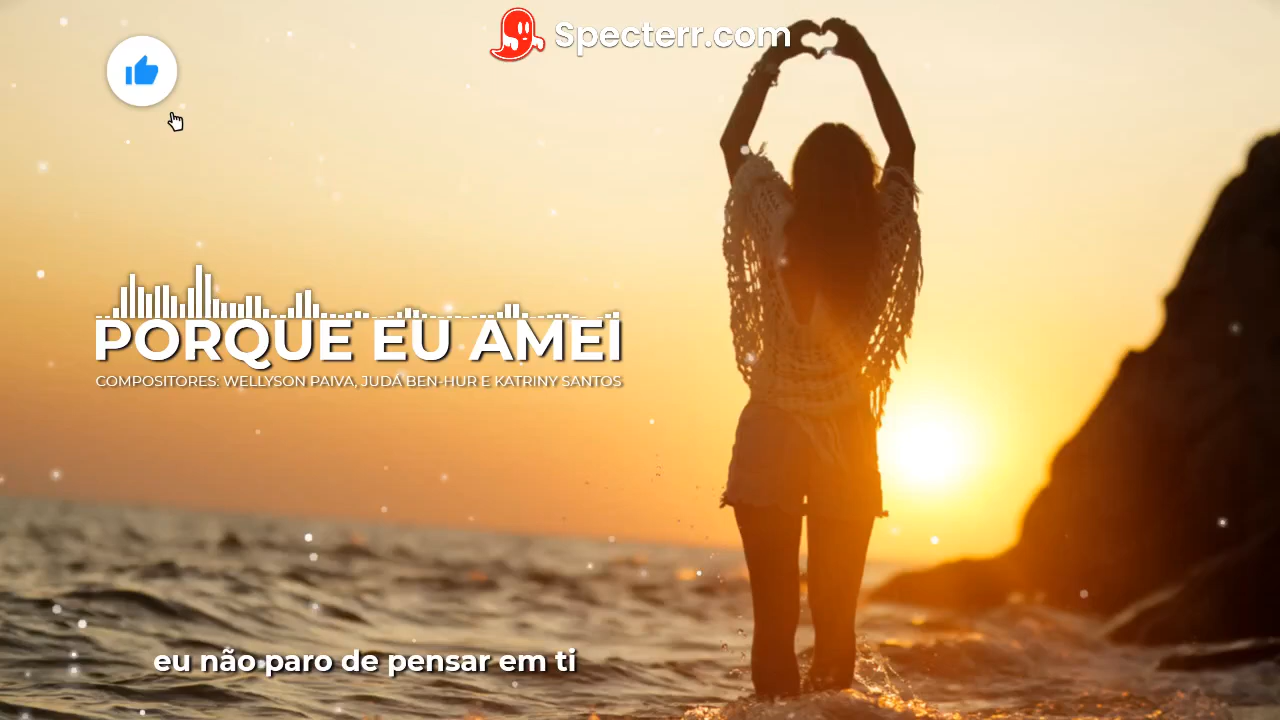 Specterr.com
PORQUE EU AMEI
COMPOSITORES: WELLYSON PAIVA, JUDÁ BEN-HUR E KATRINY SANTOS
eu não paro de pensar em ti